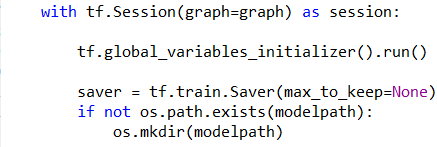 with tf.Session(graph=graph) as session:
tf.global_variables_initializer().run()
saver = tf.train.Saver(max_to_keep=None)
if not os.path.exists(modelpath):
os.mkdir(modelpath)